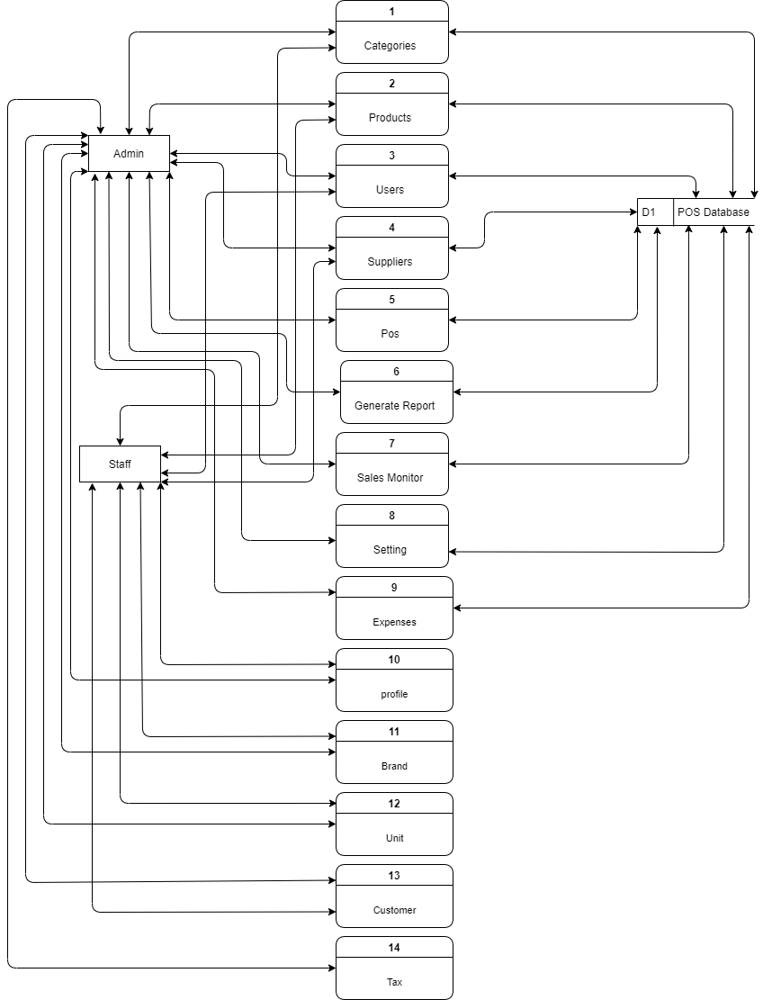 1
Categories
2
Products
Admin
3
Users
D1 POS Database
4
Suppliers
5
Pos
6
Generate Report
7
Staff
Sales Monitor
8
Setting
9
Expenses
10
profile
11
Brand
12
Unit
13
Customer
14
Tax